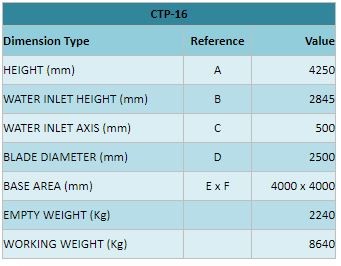 CTP-16
Dimension Type Reference Value
HEIGHT (mm) A 4250
WATER INLET HEIGHT (mm) B 2845
WATER INLET AXIS (mm) C 500
BLADE DIAMETER (mm) D 2500
BASE AREA (mm) E x F 4000 x 4000
EMPTY WEIGHT (Kg) 2240
WORKING WEIGHT (Kg) 8640